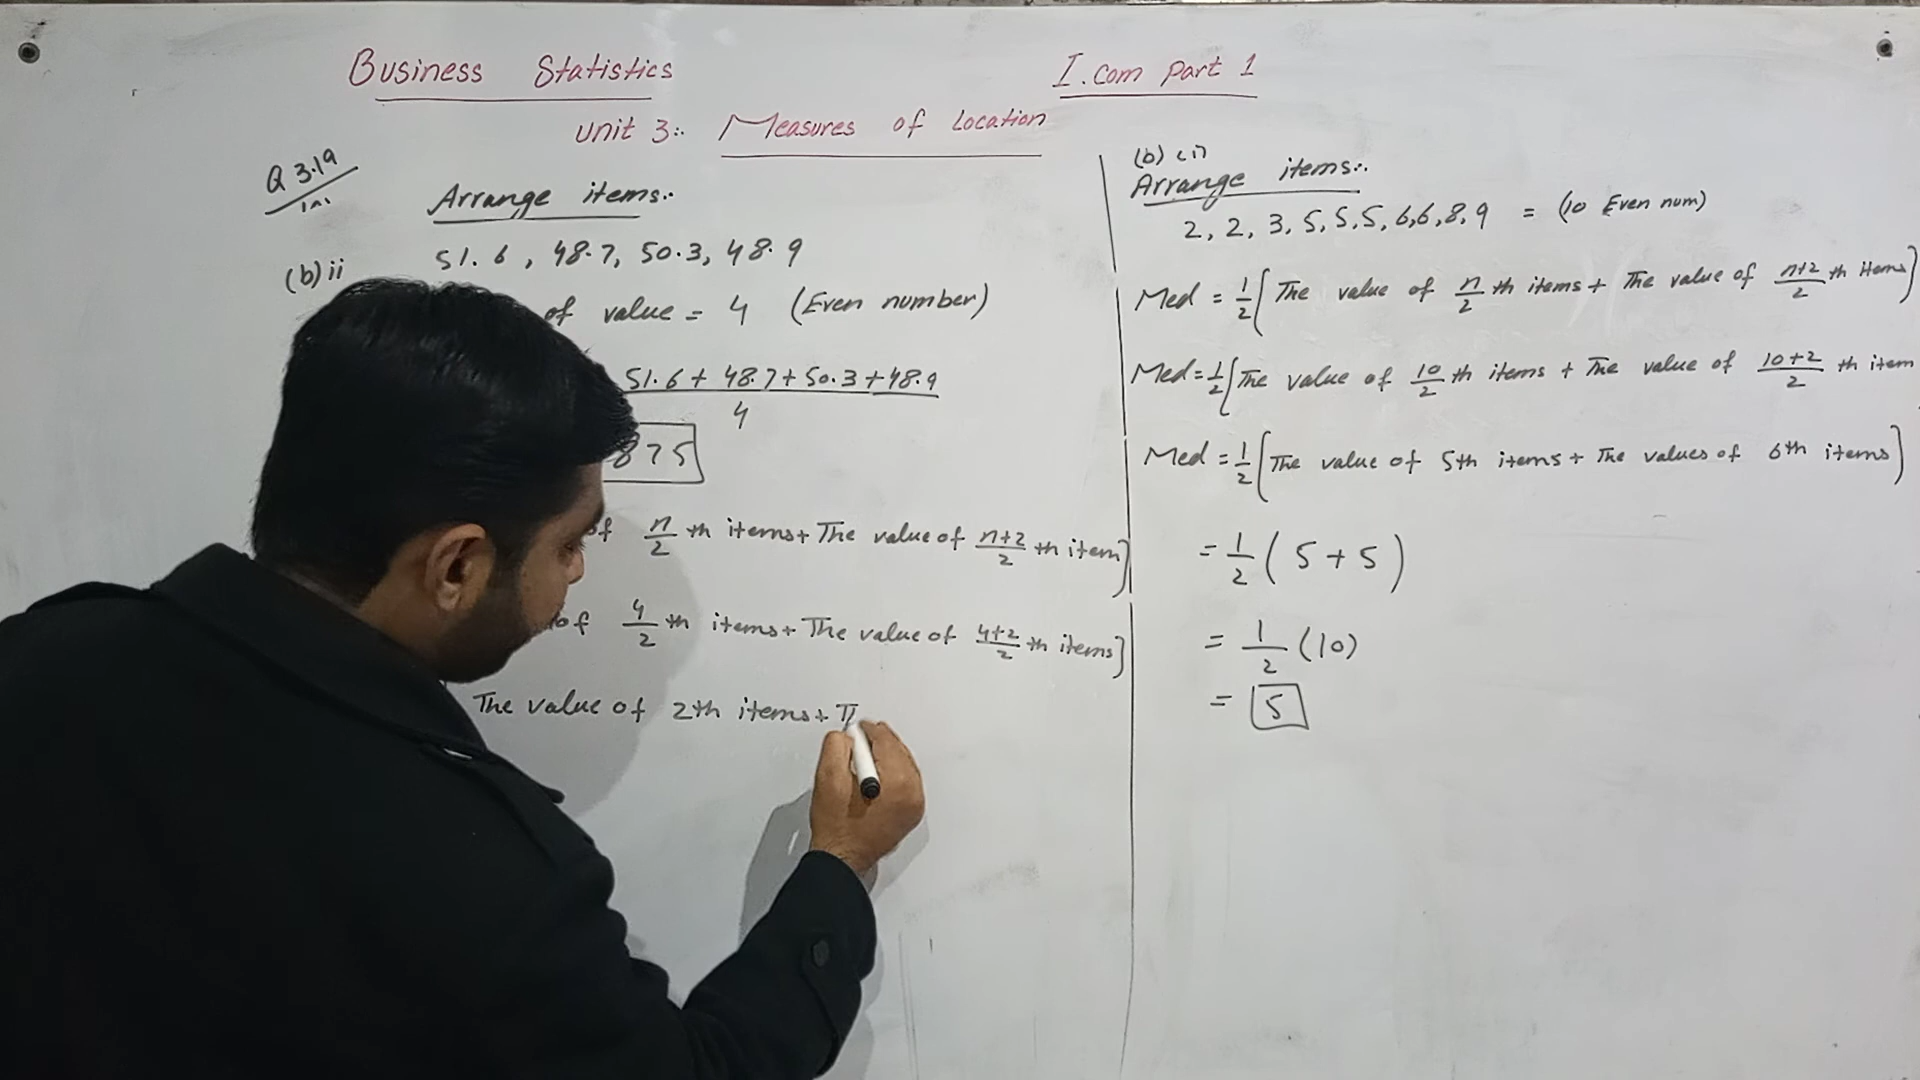 Business Statistics
I.Com Part 1
Unit 3:. Measures of Location
Q 3.19
Arrange items:.
(b) ii
51.6, 48.7, 50.3, 48.9
of value = 4 (Even number)
51.6 + 48.7 + 50.3 + 48.9
4
875
of n/2 th items + The value of n+2/2 th item]
of 4/2 th items + The value of 4+2/2 th items]
The value of 2th items + T
(b) (i)
Arrange items:.
2, 2, 3, 5, 5, 5, 6, 6, 8, 9 = (10 Even num)
Med = 1/2 [The value of n/2 th items + The value of n+2/2 th items]
Med = 1/2 [The value of 10/2 th items + The value of 10+2/2 th item
Med = 1/2 [The value of 5th items + The values of 6th items]
= 1/2 (5 + 5)
= 1/2 (10)
= 5